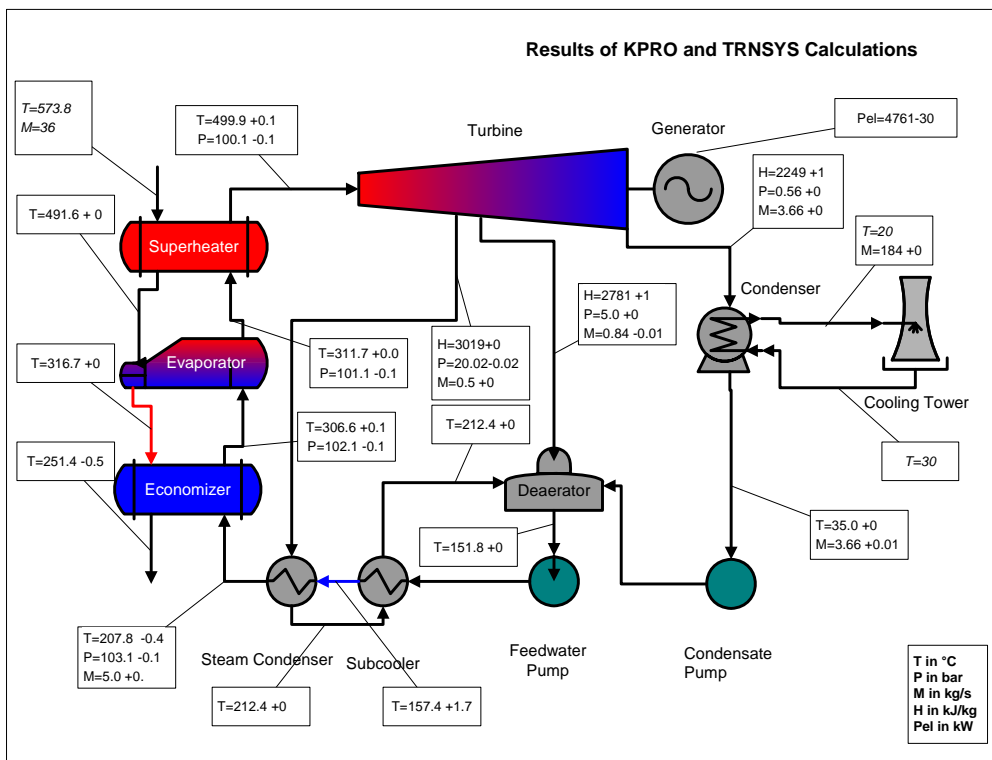 Results of KPRO and TRNSYS Calculations
T=573.8
M=36
T=499.9 +0.1
P=100.1 -0.1
Turbine
Generator
Pel=4761-30
H=2249 +1
P=0.56 +0
M=3.66 +0
T=491.6 + 0
Superheater
T=20
M=184 +0
Condenser
H=2781 +1
P=5.0 +0
M=0.84 -0.01
T=316.7 +0
Evaporator
T=311.7 +0.0
P=101.1 -0.1
H=3019+0
P=20.02-0.02
M=0.5 +0
Cooling Tower
T=306.6 +0.1
P=102.1 -0.1
T=212.4 +0
T=30
T=251.4 -0.5
Economizer
Deaerator
T=151.8 +0
T=35.0 +0
M=3.66 +0.01
T=207.8 -0.4
P=103.1 -0.1
M=5.0 +0.
Steam Condenser
Subcooler
Feedwater
Pump
Condensate
Pump
T=212.4 +0
T=157.4 +1.7
T in °C
P in bar
M in kg/s
H in kJ/kg
Pel in kW